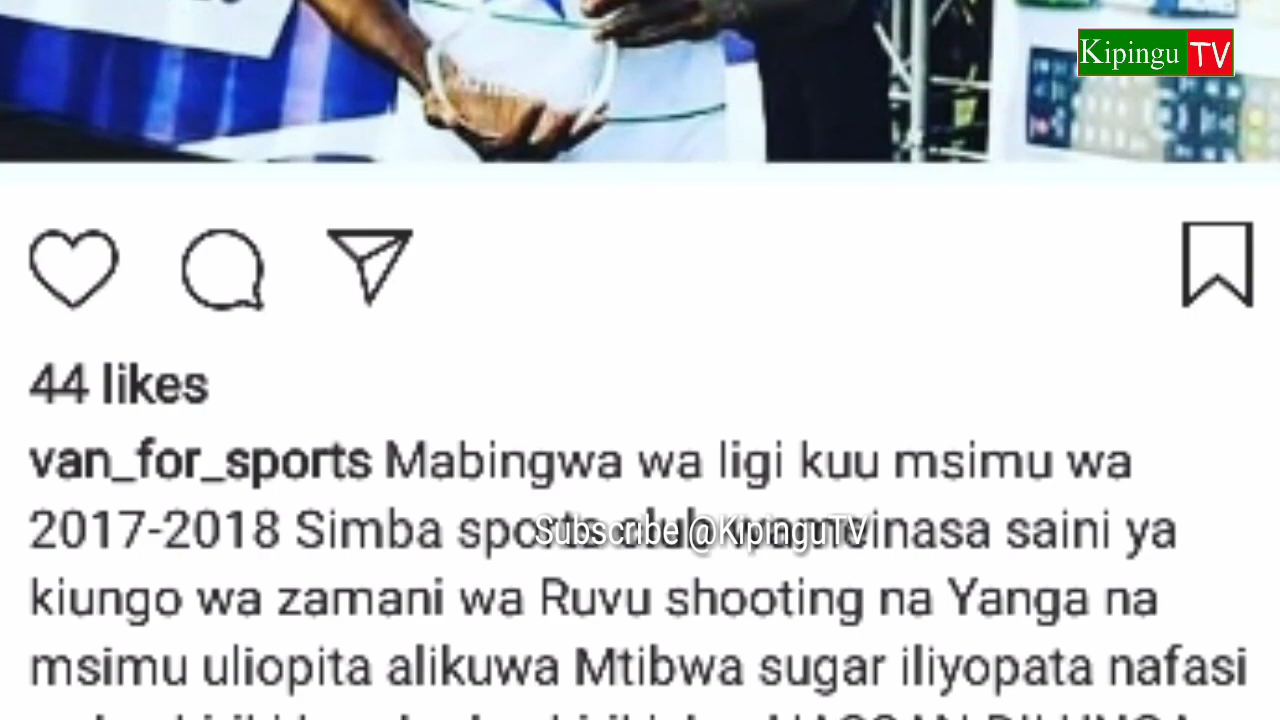 Kipingu TV
44 likes
van_for_sports Mabingwa wa ligi kuu msimu wa
2017-2018 Simba sports club wameinasa saini ya
Subscribe @KipinguTV
kiungo wa zamani wa Ruvu shooting na Yanga na
msimu uliopita alikuwa Mtibwa sugar iliyopata nafasi